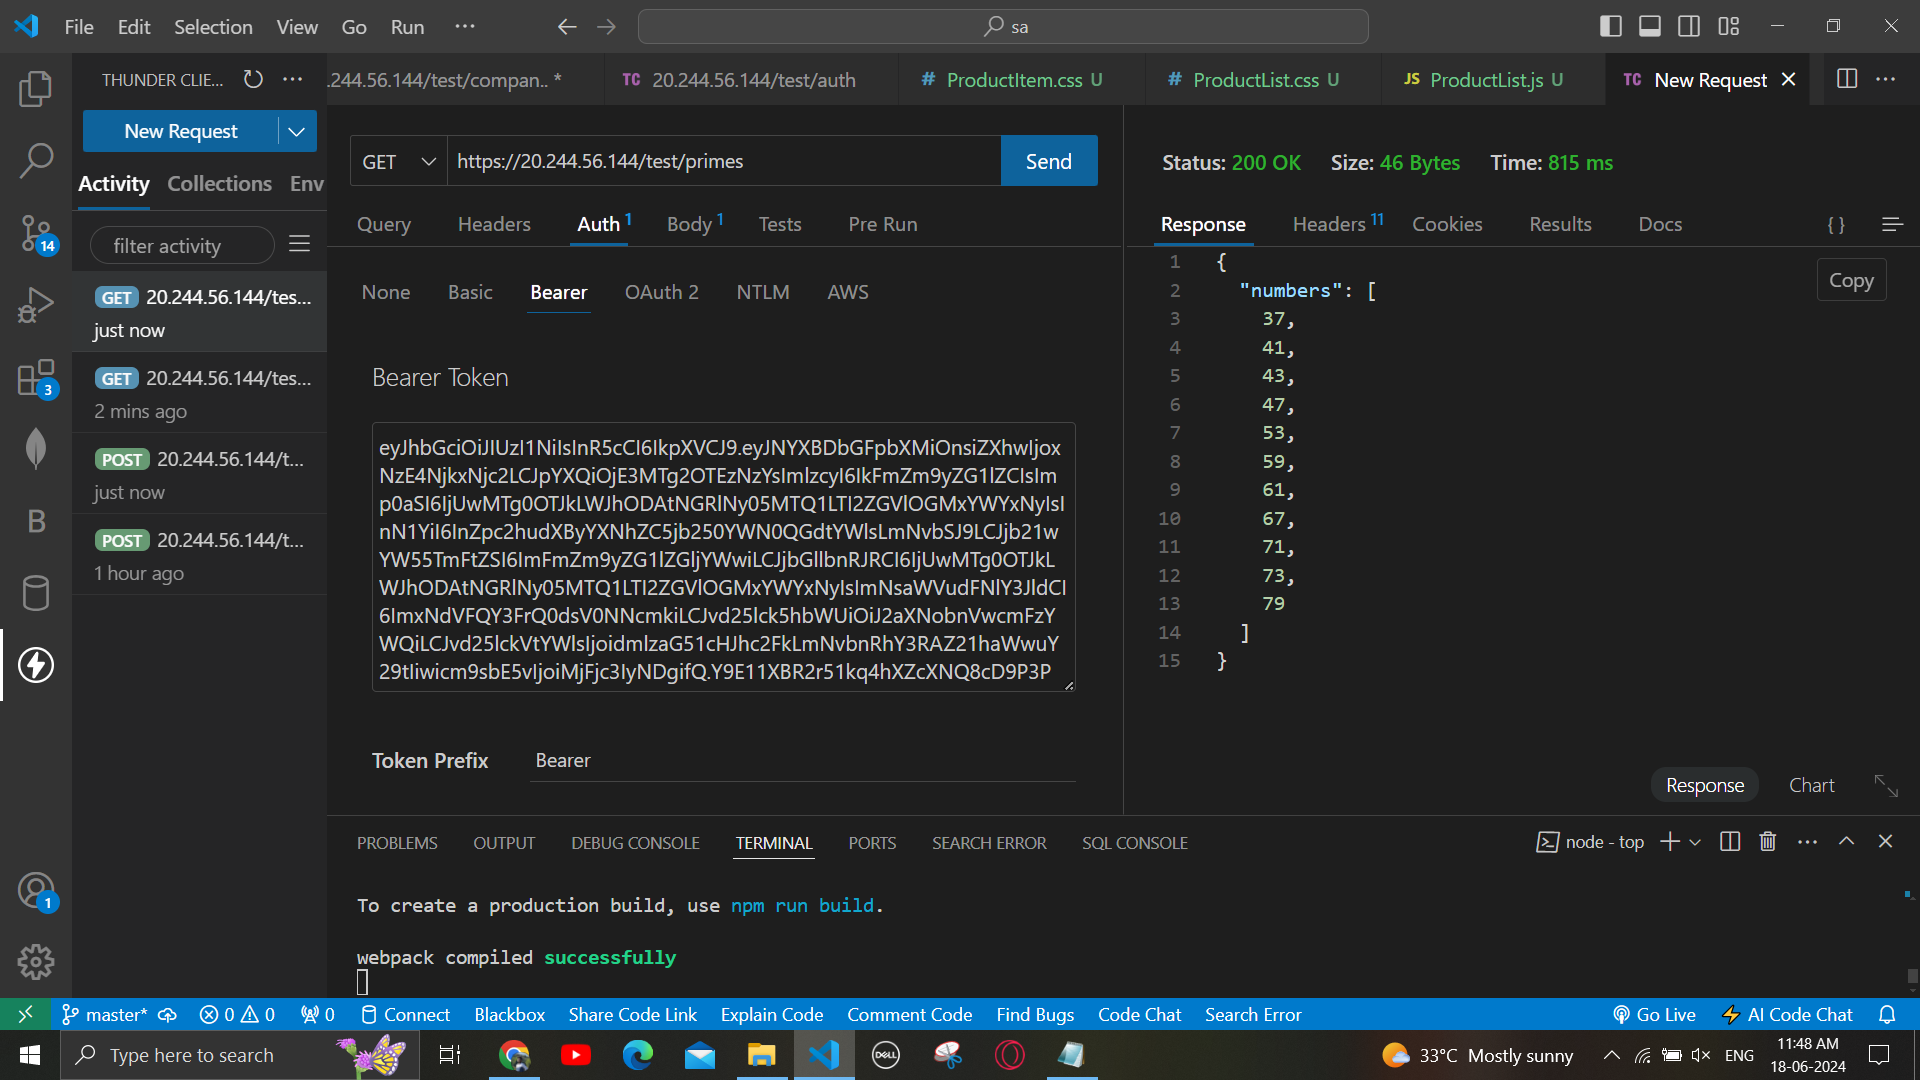 File Edit Selection View Go Run ···
sa
THUNDER CLIE... ···
.244.56.144/test/compan.. *
TC 20.244.56.144/test/auth
# ProductItem.css U
# ProductList.css U
JS ProductList.js U
TC New Request
New Request
Activity Collections Env
filter activity
GET 20.244.56.144/tes...
just now
GET 20.244.56.144/tes...
2 mins ago
POST 20.244.56.144/t...
just now
POST 20.244.56.144/t...
1 hour ago
14
3
B
1
GET https://20.244.56.144/test/primes Send
Query Headers Auth 1 Body 1 Tests Pre Run
None Basic Bearer OAuth 2 NTLM AWS
Bearer Token
Token Prefix Bearer
Status: 200 OK Size: 46 Bytes Time: 815 ms
Response Headers 11 Cookies Results Docs { }
Copy
1 {
2 "numbers": [
3 37,
4 41,
5 43,
6 47,
7 53,
8 59,
9 61,
10 67,
11 71,
12 73,
13 79
14 ]
15 }
Response Chart
PROBLEMS OUTPUT DEBUG CONSOLE TERMINAL PORTS SEARCH ERROR SQL CONSOLE
node - top
To create a production build, use npm run build.
webpack compiled successfully
master* 0 0 0 Connect Blackbox Share Code Link Explain Code Comment Code Find Bugs Code Chat Search Error Go Live AI Code Chat
Type here to search
DELL
33°C Mostly sunny
ENG
11:48 AM
18-06-2024